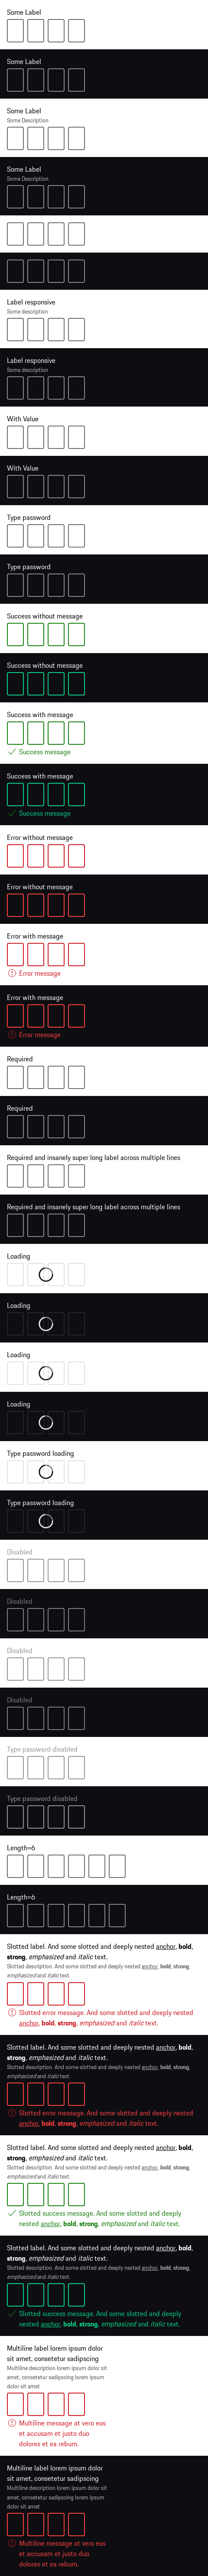 Some Label
Some Label
Some Label
Some Description
Some Label
Some Description
Label responsive
Some description
Label responsive
Some description
With Value
With Value
Type password
Type password
Success without message
Success without message
Success with message
Success message
Success with message
Success message
Error without message
Error without message
Error with message
Error message
Error with message
Error message
Required
Required
Required and insanely super long label across multiple lines
Required and insanely super long label across multiple lines
Loading
Loading
Loading
Loading
Type password loading
Type password loading
Disabled
Disabled
Disabled
Disabled
Type password disabled
Type password disabled
Length=6
Length=6
Slotted label. And some slotted and deeply nested anchor, bold,
strong, emphasized and italic text.
Slotted description. And some slotted and deeply nested anchor, bold, strong,
emphasized and italic text.
Slotted error message. And some slotted and deeply nested
anchor, bold, strong, emphasized and italic text.
Slotted label. And some slotted and deeply nested anchor, bold,
strong, emphasized and italic text.
Slotted description. And some slotted and deeply nested anchor, bold, strong,
emphasized and italic text.
Slotted error message. And some slotted and deeply nested
anchor, bold, strong, emphasized and italic text.
Slotted label. And some slotted and deeply nested anchor, bold,
strong, emphasized and italic text.
Slotted description. And some slotted and deeply nested anchor, bold, strong,
emphasized and italic text.
Slotted success message. And some slotted and deeply
nested anchor, bold, strong, emphasized and italic text.
Slotted label. And some slotted and deeply nested anchor, bold,
strong, emphasized and italic text.
Slotted description. And some slotted and deeply nested anchor, bold, strong,
emphasized and italic text.
Slotted success message. And some slotted and deeply
nested anchor, bold, strong, emphasized and italic text.
Multiline label lorem ipsum dolor
sit amet, consetetur sadipscing
Multiline description lorem ipsum dolor sit
amet, consetetur sadipscing lorem ipsum
dolor sit amet
Multiline message at vero eos
et accusam et justo duo
dolores et ea rebum.
Multiline label lorem ipsum dolor
sit amet, consetetur sadipscing
Multiline description lorem ipsum dolor sit
amet, consetetur sadipscing lorem ipsum
dolor sit amet
Multiline message at vero eos
et accusam et justo duo
dolores et ea rebum.